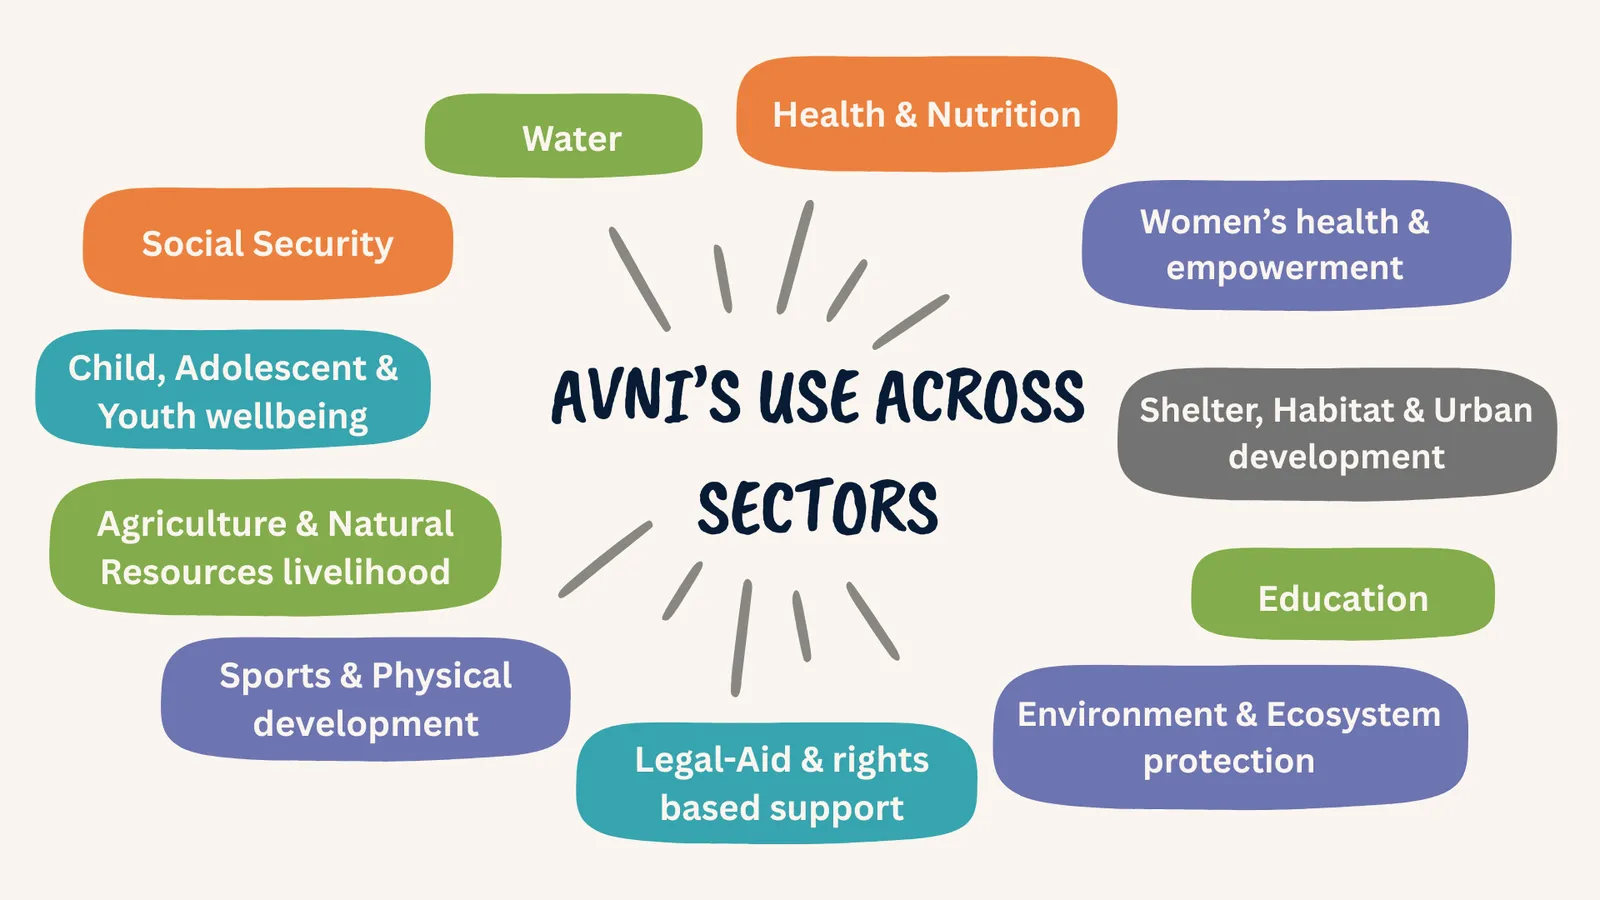 Water
Health & Nutrition
Social Security
Women’s health &
empowerment
Child, Adolescent &
Youth wellbeing
AVNI’S USE ACROSS
SECTORS
Shelter, Habitat & Urban
development
Agriculture & Natural
Resources livelihood
Education
Sports & Physical
development
Legal-Aid & rights
based support
Environment & Ecosystem
protection